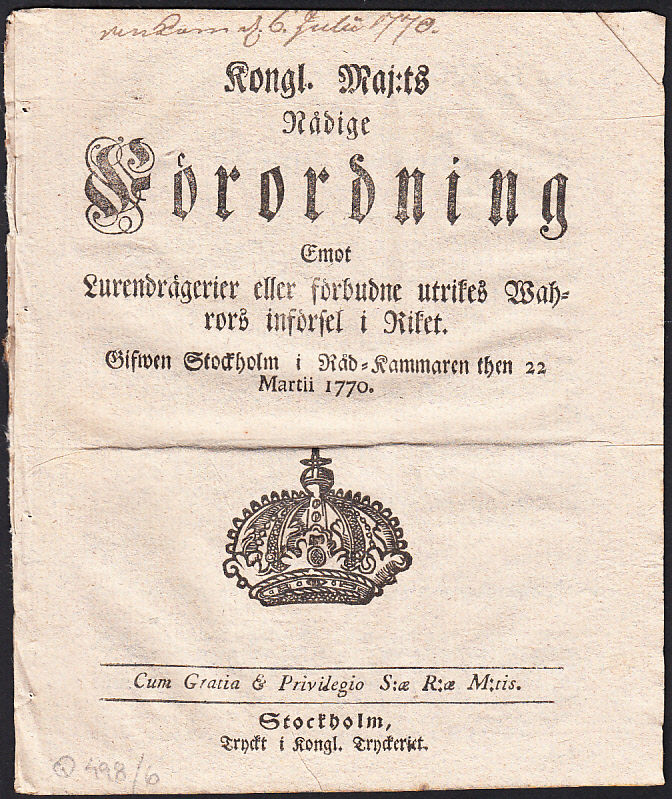 ankom d. 6. Julii 1770.
Kongl. Maj:ts
Nådige
Förordning
Emot
Lurendrägerier eller förbudne utrikes Wah-
rors införsel i Riket.
Gifwen Stockholm i Råd-Kammaren then 22
Martii 1770.
Cum Gratia & Privilegio S:æ R:æ M:tis.
Stockholm,
Tryckt i Kongl. Tryckeriet.
D 498/6